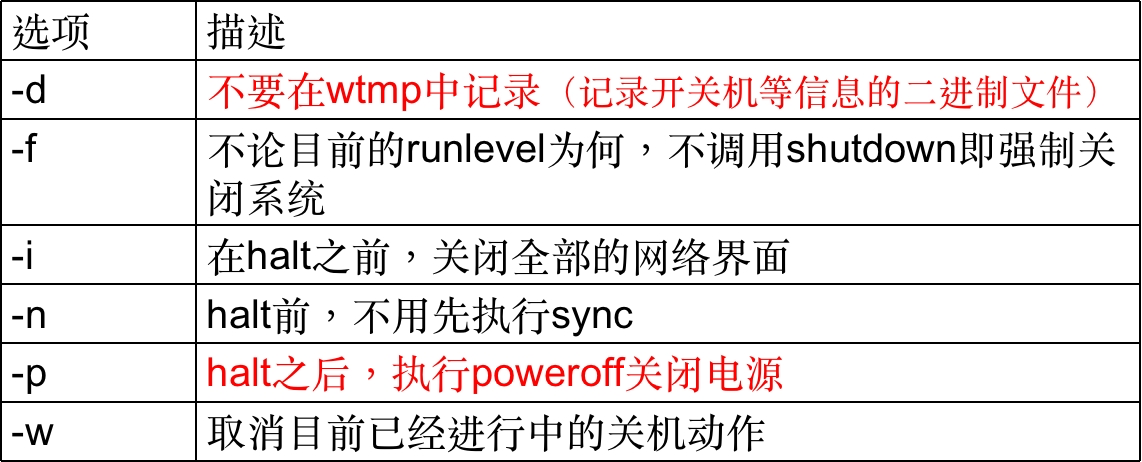 选项 描述
-d 不要在wtmp中记录（记录开关机等信息的二进制文件）
-f 不论目前的runlevel为何，不调用shutdown即强制关
闭系统
-i 在halt之前，关闭全部的网络界面
-n halt前，不用先执行sync
-p halt之后，执行poweroff关闭电源
-w 取消目前已经进行中的关机动作